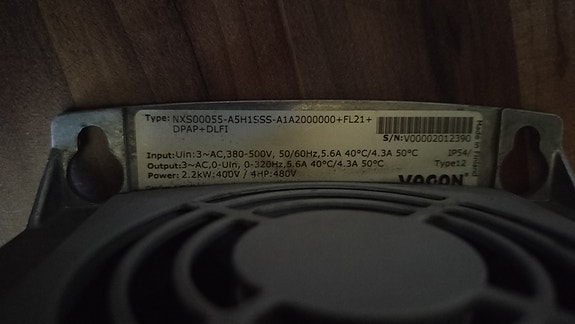 Type: NXS00055-A5H1SSS-A1A2000000+FL21+
DPAP+DLFI
S/N:V00002012390
Made in Finland
Input:Uin:3~AC,380-500V, 50/60Hz,5.6A 40°C/4.3A 50°C
IP54/
Output:3~AC,0-Uin, 0-320Hz,5.6A 40°C/4.3A 50°C
Type12
Power: 2.2kW:400V / 4HP:480V
VACON®